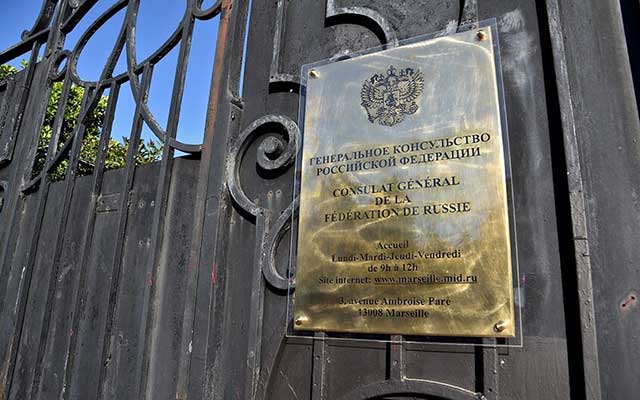 ГЕНЕРАЛЬНОЕ КОНСУЛЬСТВО
РОССИЙСКОЙ ФЕДЕРАЦИИ
CONSULAT GÉNÉRAL
DE LA
FÉDÉRATION DE RUSSIE
Accueil
Lundi-Mardi-Jeudi-Vendredi
de 9h à 12h
Site internet: www.marseille.mid.ru
3, avenue Ambroise Paré
13008 Marseille